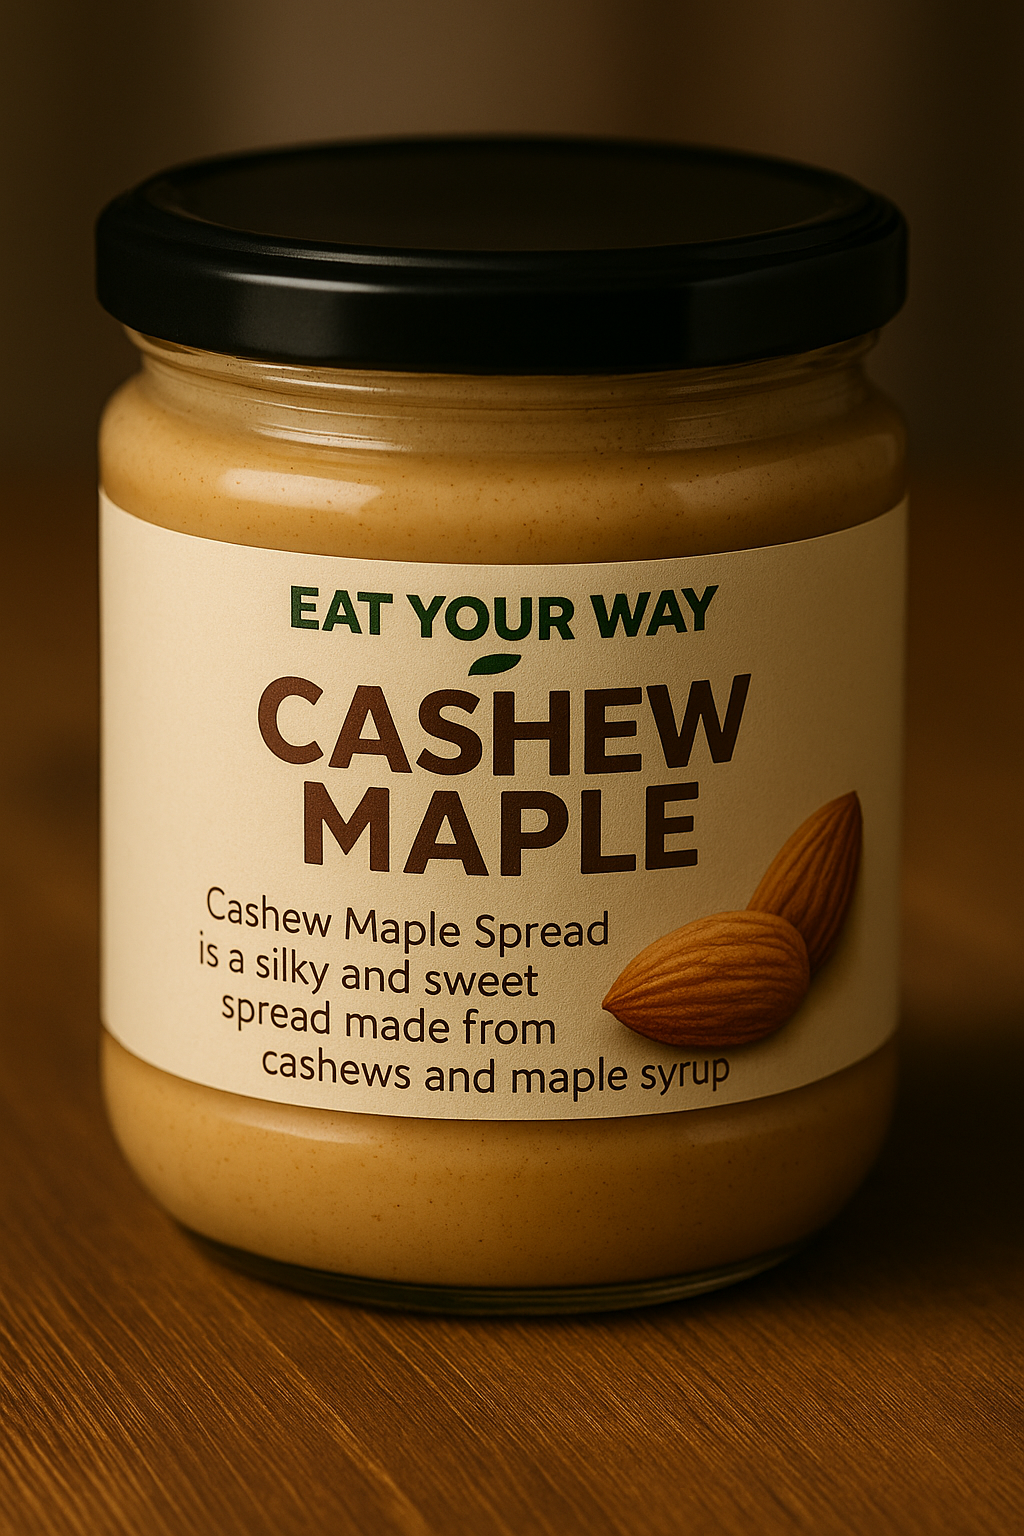 EAT YOUR WAY
CASHEW
MAPLE
Cashew Maple Spread
is a silky and sweet
spread made from
cashews and maple syrup